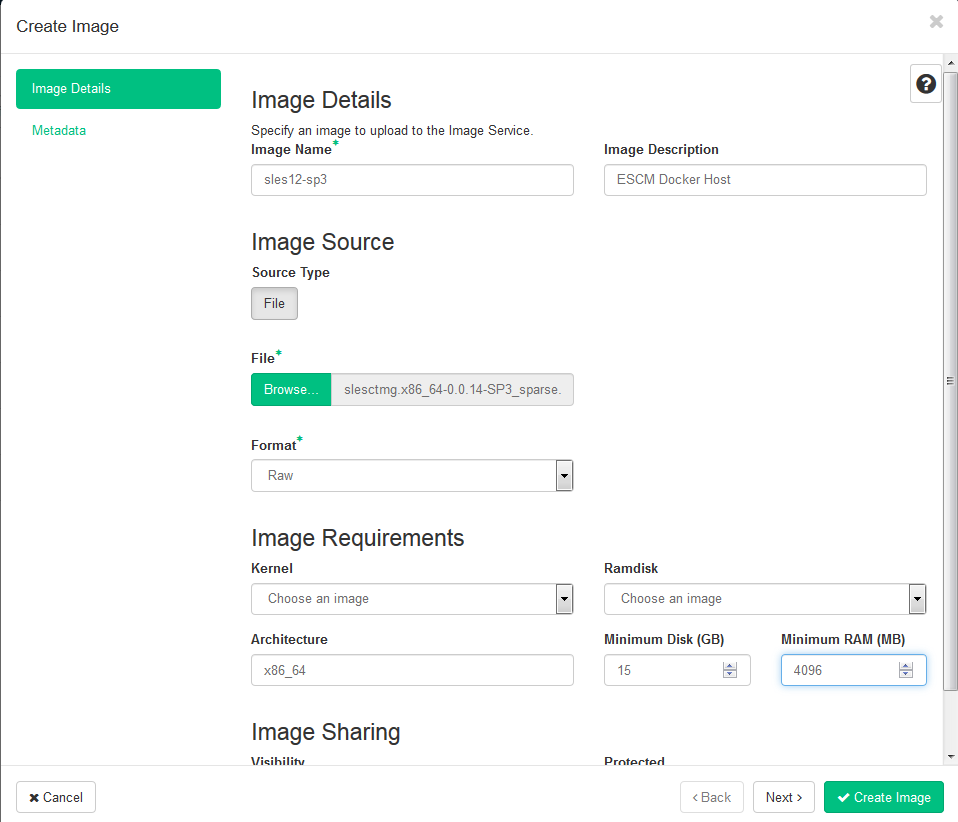 Create Image
Image Details
Metadata
Image Details
Specify an image to upload to the Image Service.
Image Name* Image Description
sles12-sp3 ESCM Docker Host
Image Source
Source Type
File
File*
Browse... slesctmg.x86_64-0.0.14-SP3_sparse.
Format*
Raw
Image Requirements
Kernel Ramdisk
Choose an image Choose an image
Architecture Minimum Disk (GB) Minimum RAM (MB)
x86_64 15 4096
Image Sharing
Visibility Protected
Cancel < Back Next > Create Image